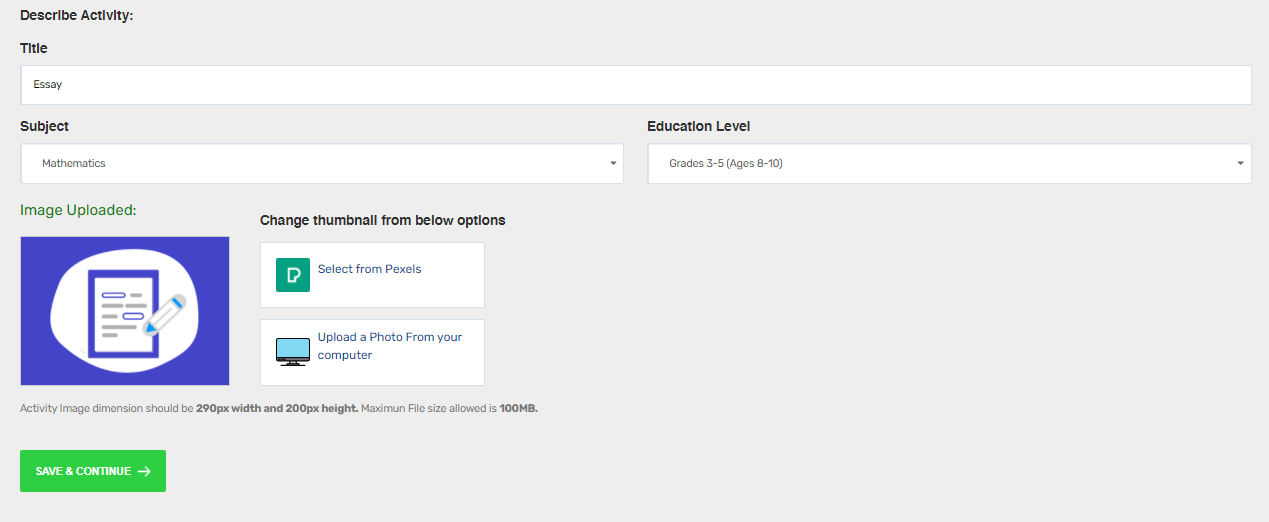 Describe Activity:
Title
Essay
Subject
Education Level
Mathematics
Grades 3-5 (Ages 8-10)
Image Uploaded:
Change thumbnail from below options
Select from Pexels
Upload a Photo From your
computer
Activity Image dimension should be 290px width and 200px height. Maximun File size allowed is 100MB.
SAVE & CONTINUE →